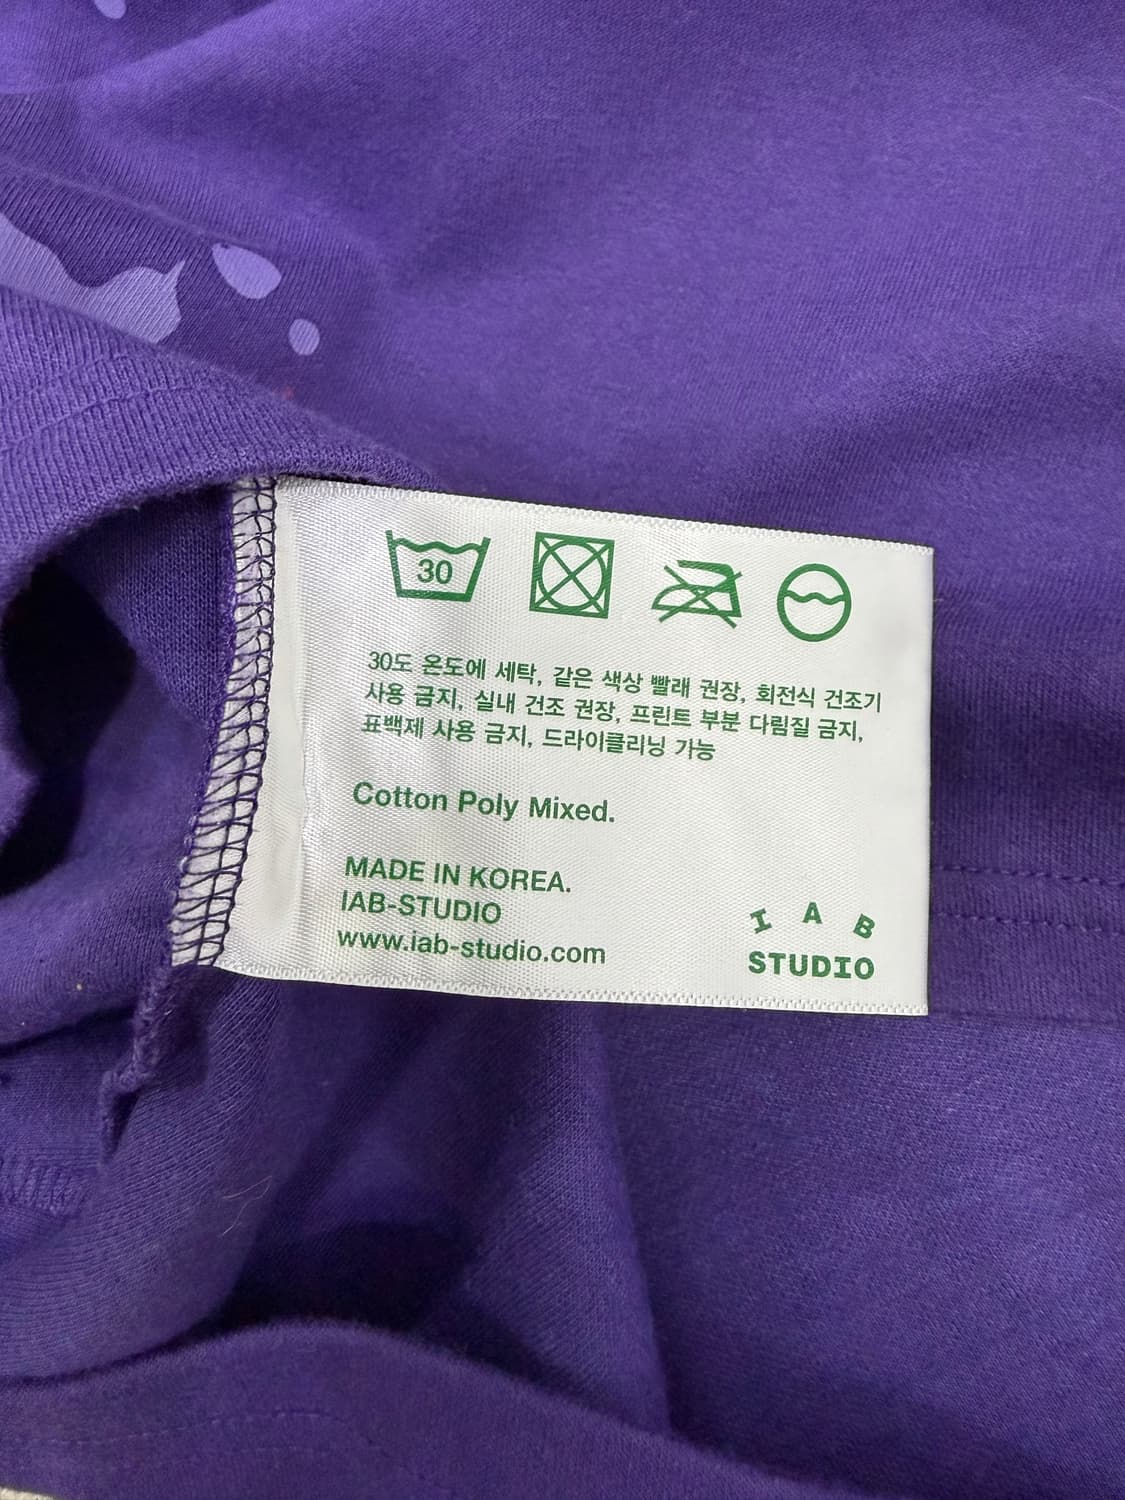 30
30도 온도에 세탁, 같은 색상 빨래 권장, 회전식 건조기
사용 금지, 실내 건조 권장, 프린트 부분 다림질 금지,
표백제 사용 금지, 드라이클리닝 가능
Cotton Poly Mixed.
MADE IN KOREA.
IAB-STUDIO
www.iab-studio.com
I A B
STUDIO